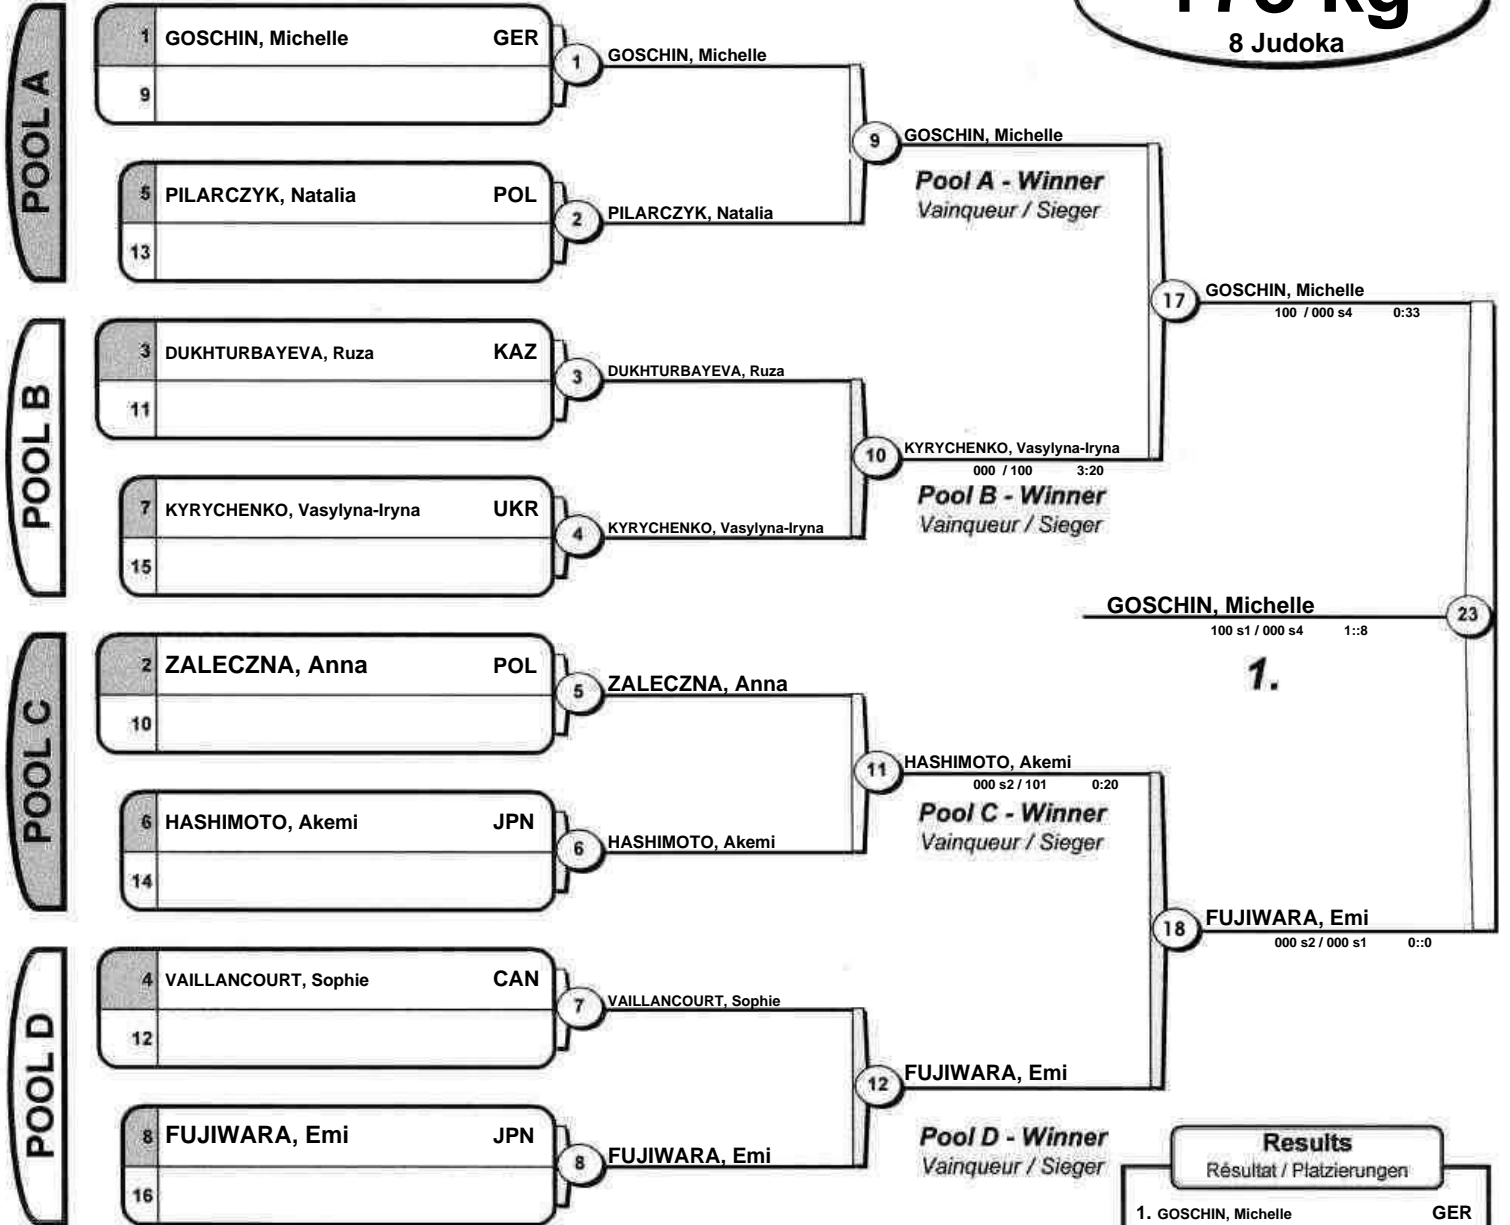 8 Judoka
POOL A
1 GOSCHIN, Michelle GER
9
1 GOSCHIN, Michelle
5 PILARCZYK, Natalia POL
13
2 PILARCZYK, Natalia
9 GOSCHIN, Michelle
Pool A - Winner
Vainqueur / Sieger
POOL B
3 DUKHTURBAYEVA, Ruza KAZ
11
3 DUKHTURBAYEVA, Ruza
7 KYRYCHENKO, Vasylyna-Iryna UKR
15
4 KYRYCHENKO, Vasylyna-Iryna
10 KYRYCHENKO, Vasylyna-Iryna
000 / 100 3:20
Pool B - Winner
Vainqueur / Sieger
17 GOSCHIN, Michelle
100 / 000 s4 0:33
GOSCHIN, Michelle 23
100 s1 / 000 s4 1::8
1.
POOL C
2 ZALECZNA, Anna POL
10
5 ZALECZNA, Anna
6 HASHIMOTO, Akemi JPN
14
6 HASHIMOTO, Akemi
11 HASHIMOTO, Akemi
000 s2 / 101 0:20
Pool C - Winner
Vainqueur / Sieger
18 FUJIWARA, Emi
000 s2 / 000 s1 0::0
POOL D
4 VAILLANCOURT, Sophie CAN
12
7 VAILLANCOURT, Sophie
8 FUJIWARA, Emi JPN
16
8 FUJIWARA, Emi
12 FUJIWARA, Emi
Pool D - Winner
Vainqueur / Sieger
Results
Résultat / Platzierungen
1. GOSCHIN, Michelle GER